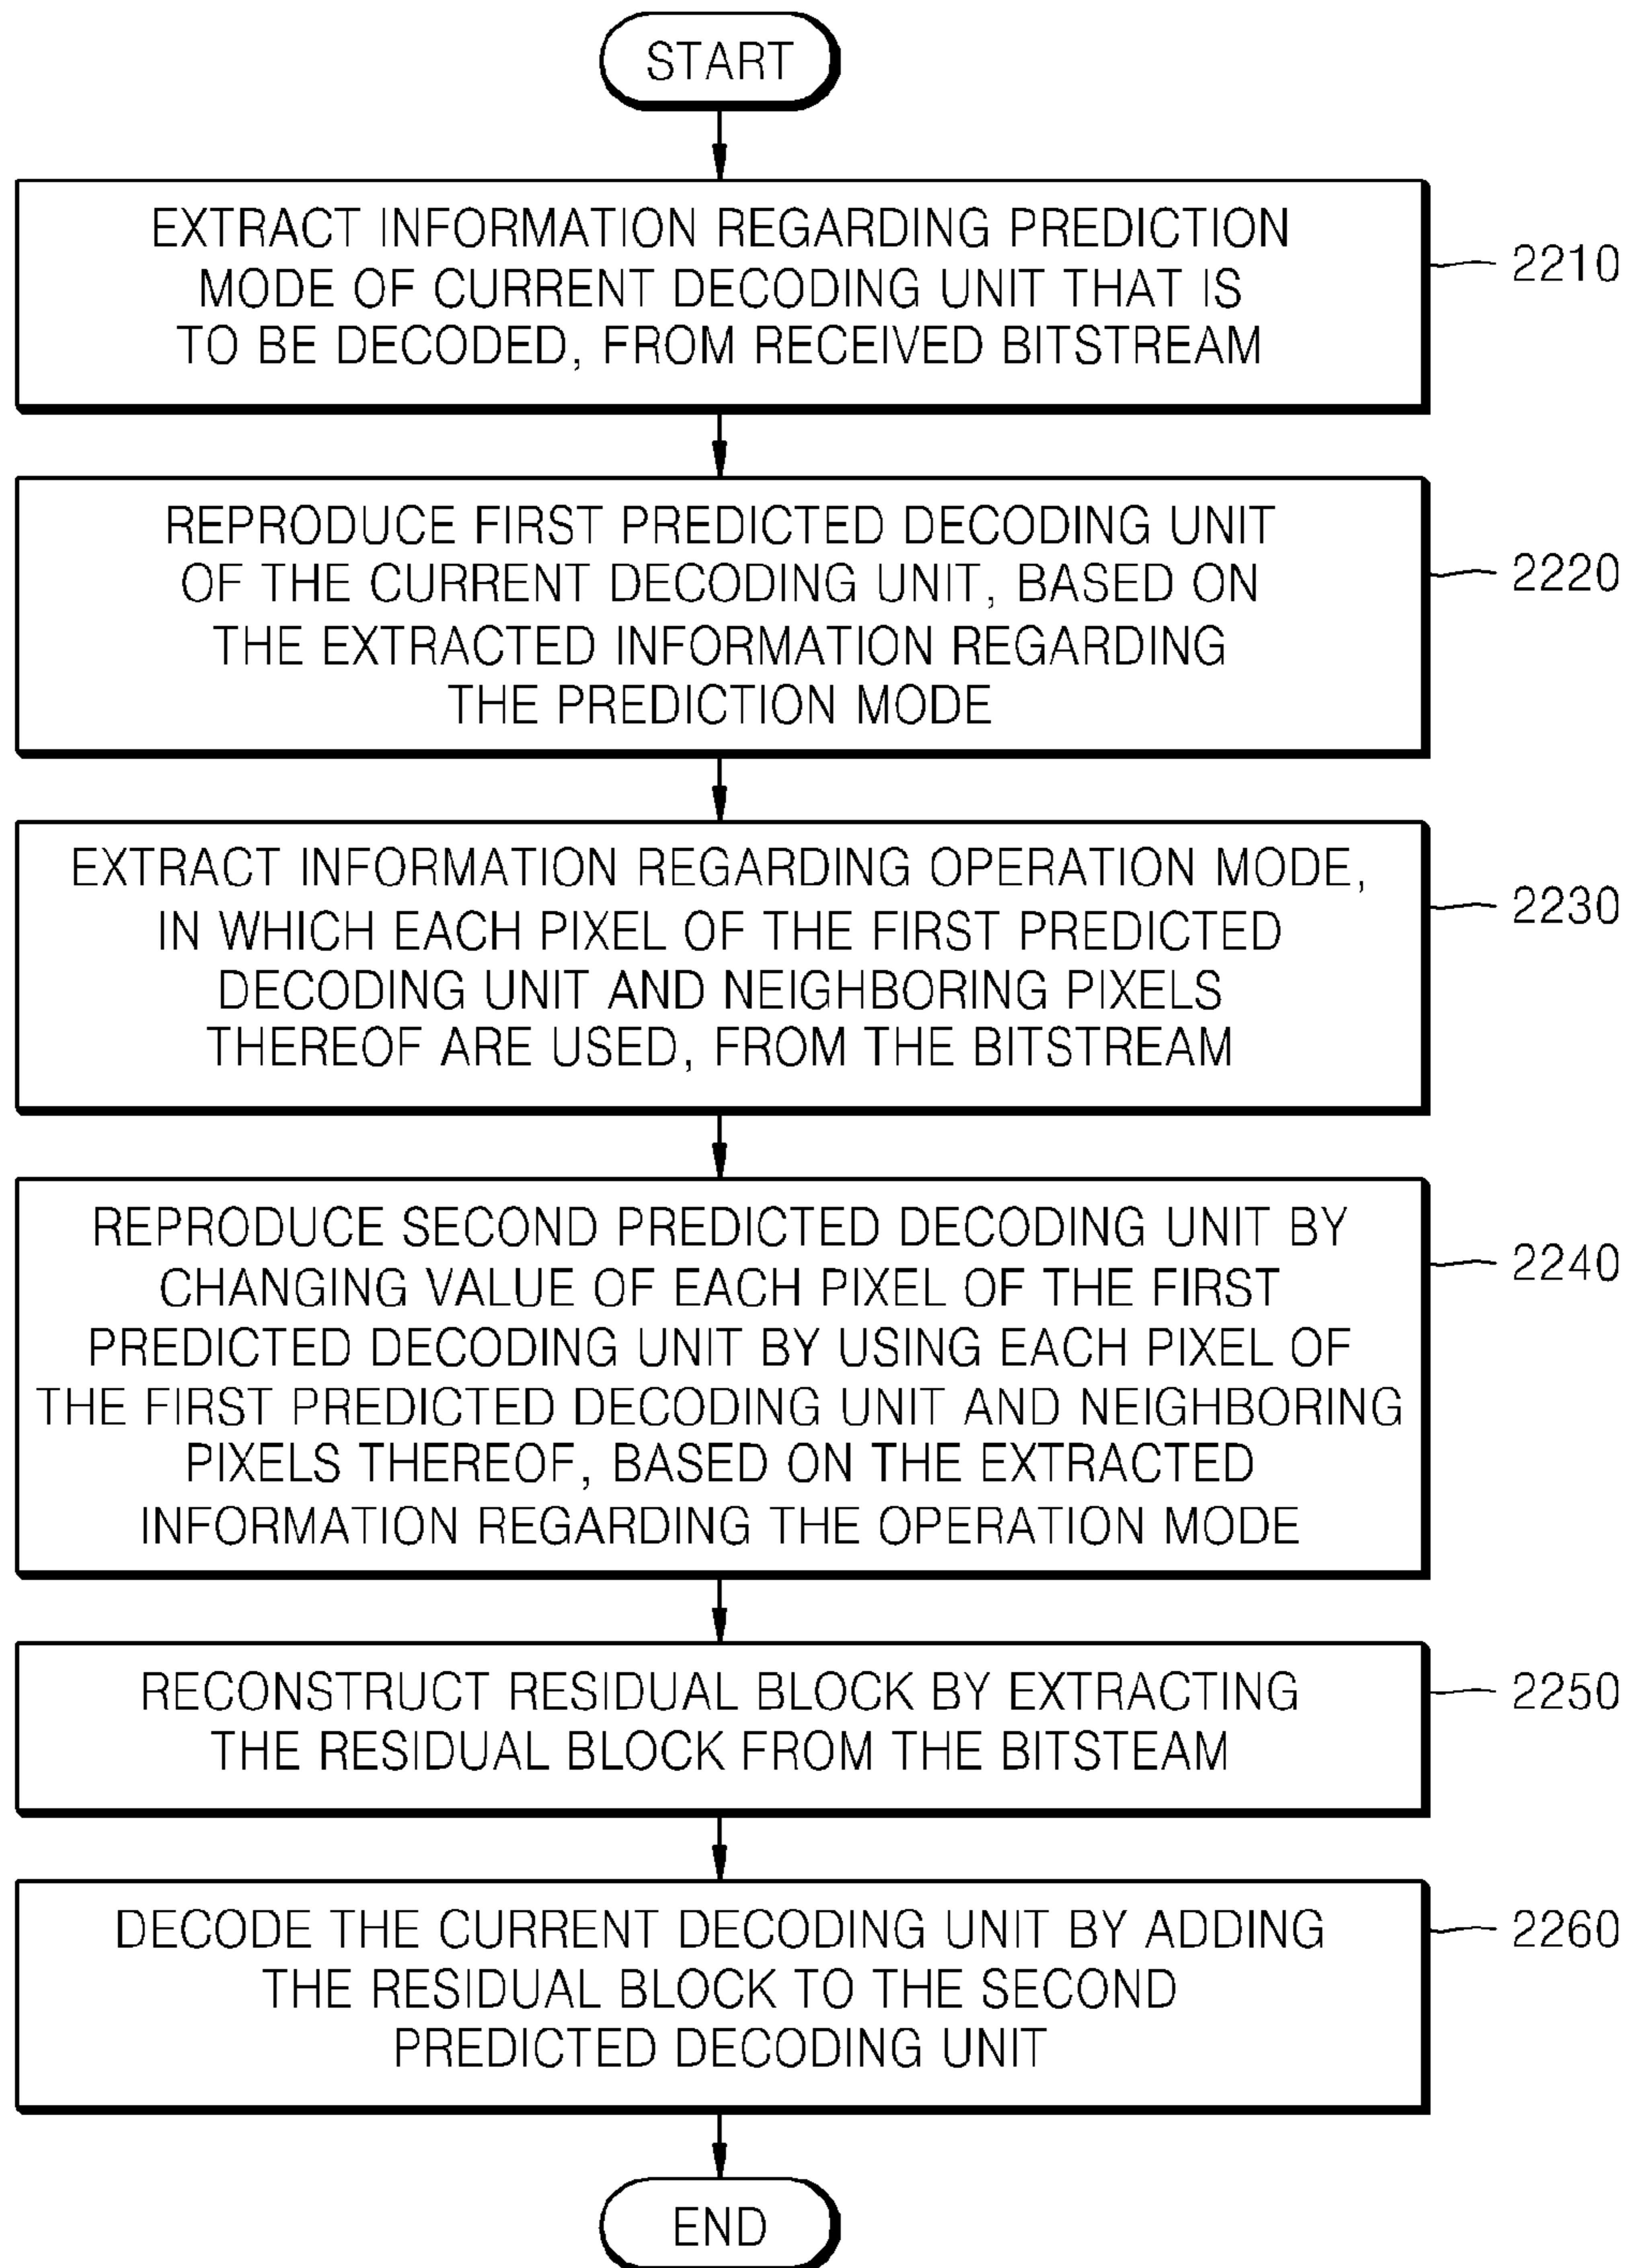 START
EXTRACT INFORMATION REGARDING PREDICTION
MODE OF CURRENT DECODING UNIT THAT IS
TO BE DECODED, FROM RECEIVED BITSTREAM
2210
REPRODUCE FIRST PREDICTED DECODING UNIT
OF THE CURRENT DECODING UNIT, BASED ON
THE EXTRACTED INFORMATION REGARDING
THE PREDICTION MODE
2220
EXTRACT INFORMATION REGARDING OPERATION MODE,
IN WHICH EACH PIXEL OF THE FIRST PREDICTED
DECODING UNIT AND NEIGHBORING PIXELS
THEREOF ARE USED, FROM THE BITSTREAM
2230
REPRODUCE SECOND PREDICTED DECODING UNIT BY
CHANGING VALUE OF EACH PIXEL OF THE FIRST
PREDICTED DECODING UNIT BY USING EACH PIXEL OF
THE FIRST PREDICTED DECODING UNIT AND NEIGHBORING
PIXELS THEREOF, BASED ON THE EXTRACTED
INFORMATION REGARDING THE OPERATION MODE
2240
RECONSTRUCT RESIDUAL BLOCK BY EXTRACTING
THE RESIDUAL BLOCK FROM THE BITSTEAM
2250
DECODE THE CURRENT DECODING UNIT BY ADDING
THE RESIDUAL BLOCK TO THE SECOND
PREDICTED DECODING UNIT
2260
END